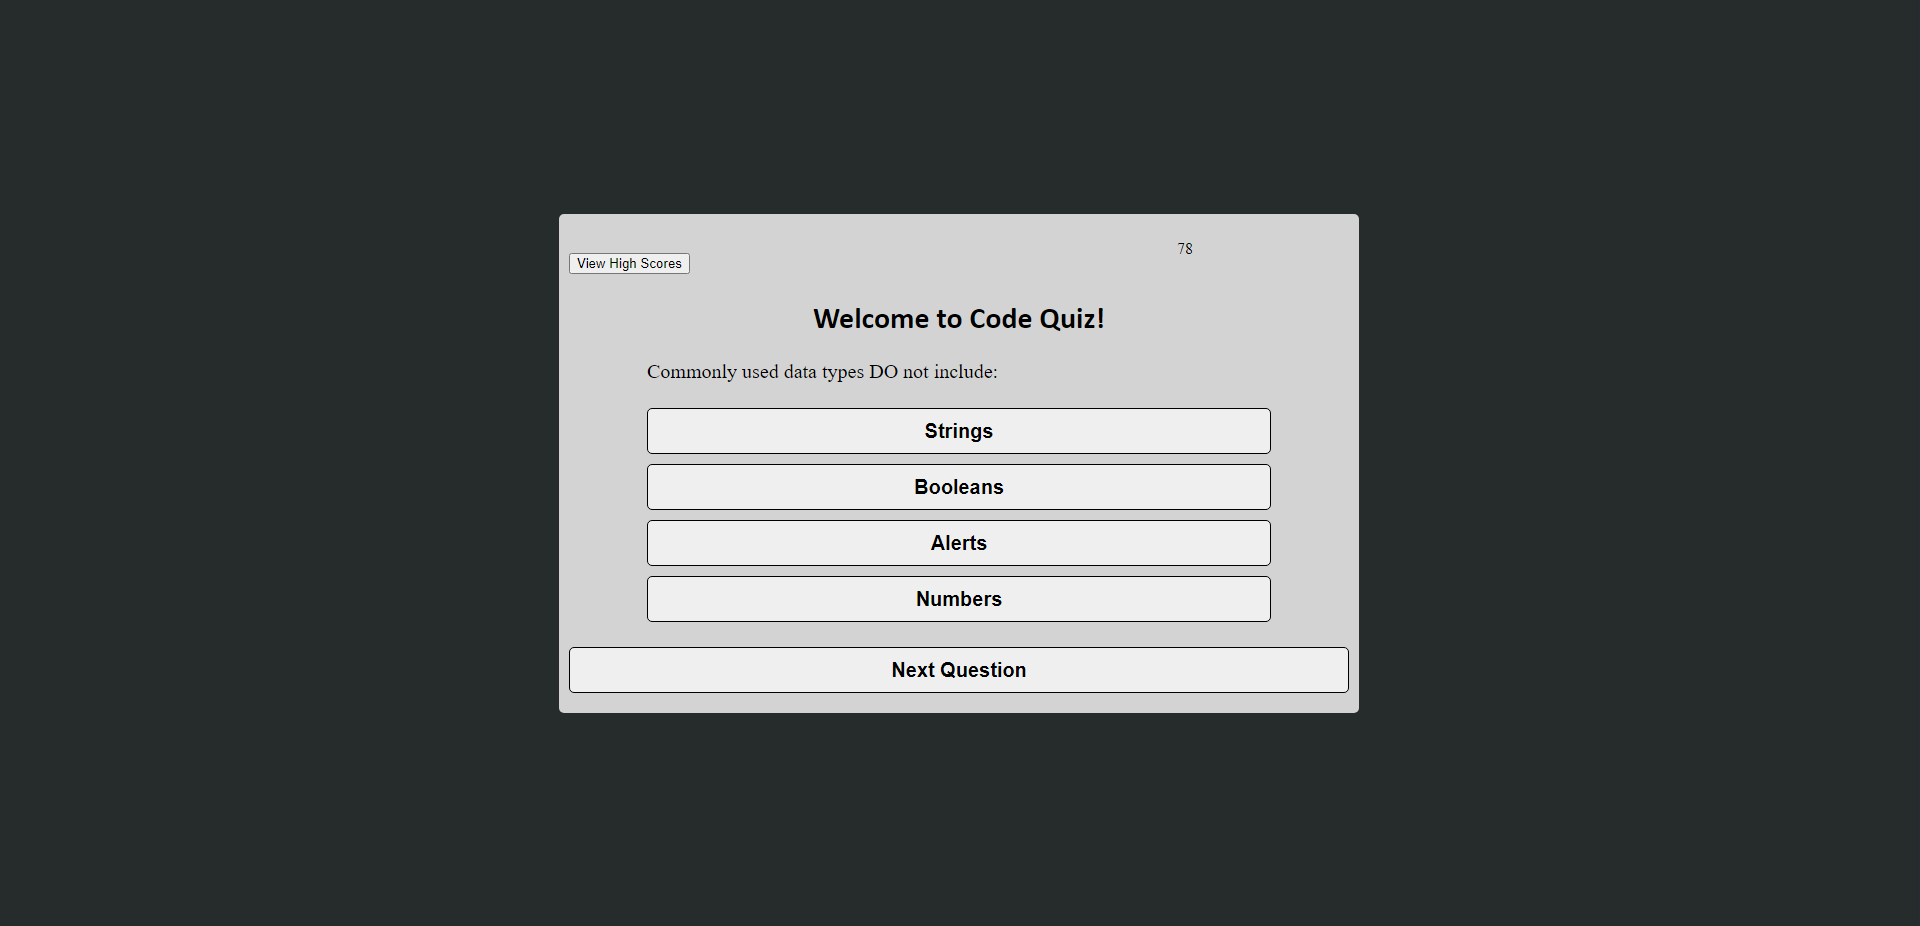 78
View High Scores
Welcome to Code Quiz!
Commonly used data types DO not include:
Strings
Booleans
Alerts
Numbers
Next Question